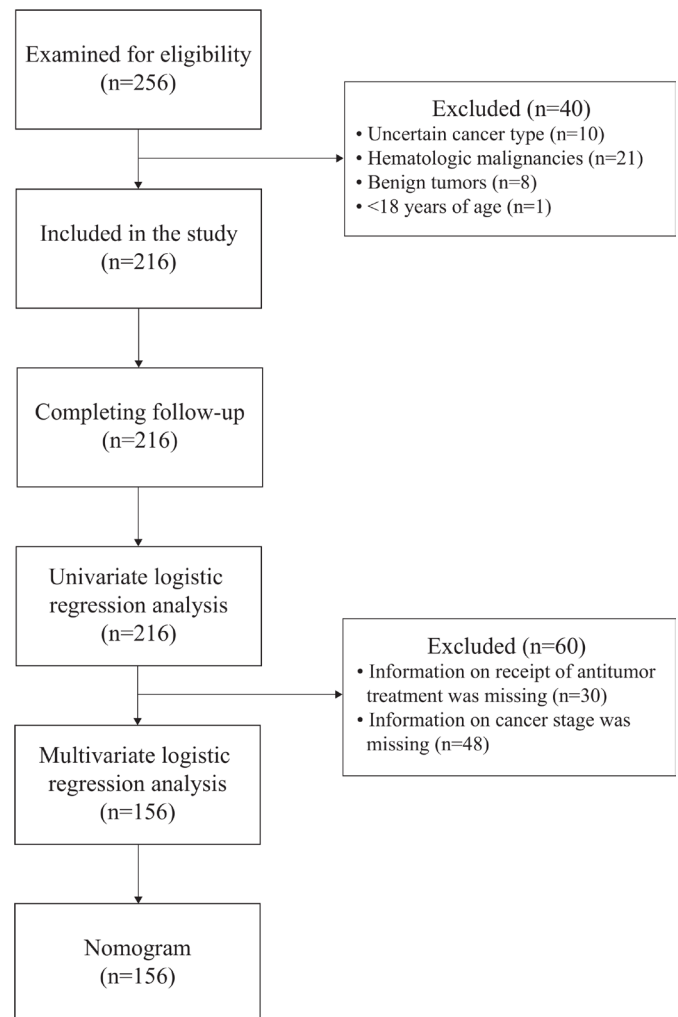 Examined for eligibility
(n=256)
Excluded (n=40)
• Uncertain cancer type (n=10)
• Hematologic malignancies (n=21)
• Benign tumors (n=8)
• <18 years of age (n=1)
Included in the study
(n=216)
Completing follow-up
(n=216)
Univariate logistic
regression analysis
(n=216)
Excluded (n=60)
• Information on receipt of antitumor
treatment was missing (n=30)
• Information on cancer stage was
missing (n=48)
Multivariate logistic
regression analysis
(n=156)
Nomogram
(n=156)